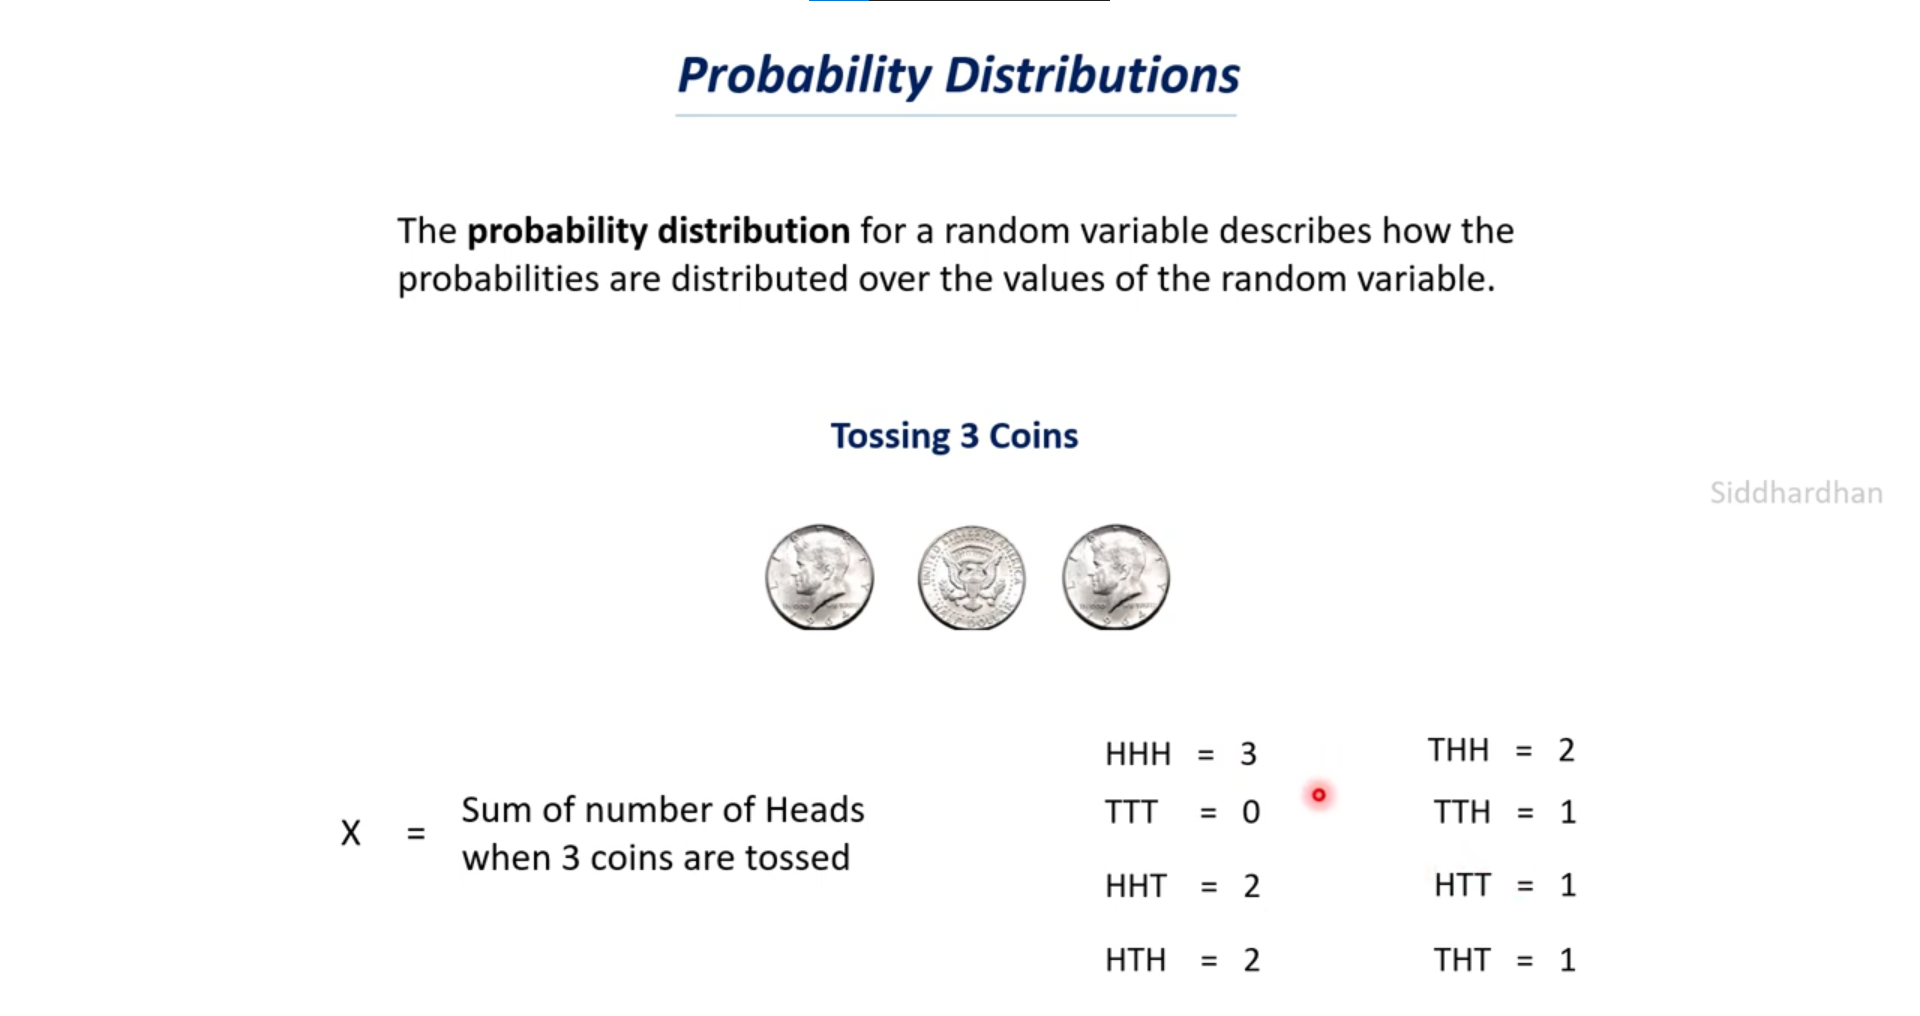 Probability Distributions
The probability distribution for a random variable describes how the
probabilities are distributed over the values of the random variable.
Tossing 3 Coins
Siddhardhan
X = Sum of number of Heads
when 3 coins are tossed
HHH = 3
TTT = 0
HHT = 2
HTH = 2
THH = 2
TTH = 1
HTT = 1
THT = 1